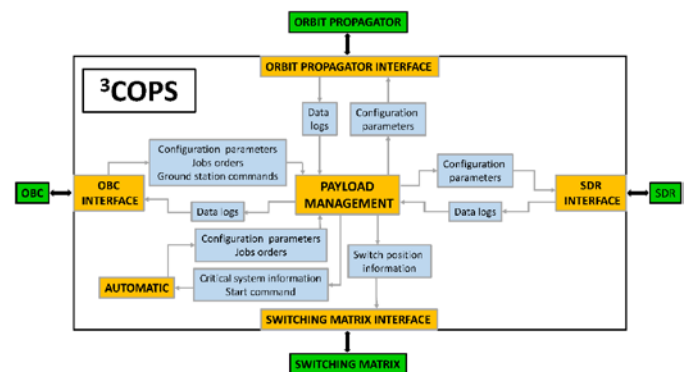 ORBIT PROPAGATOR
ORBIT PROPAGATOR INTERFACE
³COPS
Data
logs
Configuration
parameters
Configuration parameters
Jobs orders
Ground station commands
Configuration
parameters
OBC
OBC
INTERFACE
PAYLOAD
MANAGEMENT
SDR
INTERFACE
SDR
Data logs
Data logs
Configuration parameters
Jobs orders
Switch position
information
AUTOMATIC
Critical system information
Start command
SWITCHING MATRIX INTERFACE
SWITCHING MATRIX